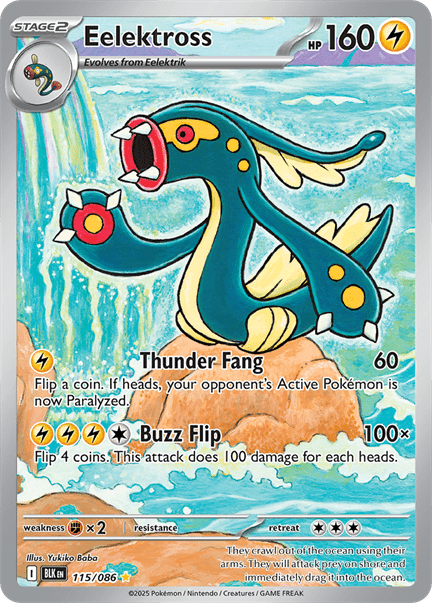 STAGE2
Eelektross
HP 160
Evolves from Eelektrik
Thunder Fang 60
Flip a coin. If heads, your opponent's Active Pokémon is
now Paralyzed.
Buzz Flip 100×
Flip 4 coins. This attack does 100 damage for each heads.
weakness ×2 resistance retreat
Illus. Yukiko Baba
I BLK EN 115/086
They crawl out of the ocean using their
arms. They will attack prey on shore and
immediately drag it into the ocean.
©2025 Pokémon / Nintendo / Creatures / GAME FREAK